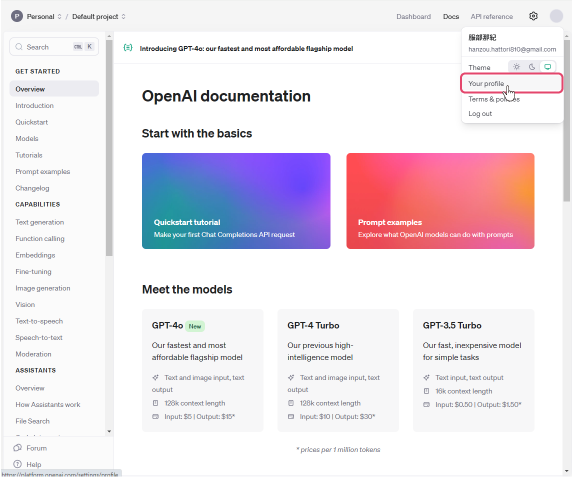 P Personal / Default project
Dashboard Docs API reference
Search Ctrl K
GET STARTED
Overview
Introduction
Quickstart
Models
Tutorials
Prompt examples
Changelog
CAPABILITIES
Text generation
Function calling
Embeddings
Fine-tuning
Image generation
Vision
Text-to-speech
Speech-to-text
Moderation
ASSISTANTS
Overview
How Assistants work
File Search
Forum
Help
https://platform.openai.com/settings/profile
Introducing GPT-4o: our fastest and most affordable flagship model
服部那紀
Theme
Your profile
Terms & policies
Log out
OpenAI documentation
Start with the basics
Quickstart tutorial
Make your first Chat Completions API request
Prompt examples
Explore what OpenAI models can do with prompts
Meet the models
GPT-4o New
Our fastest and most
affordable flagship model
Text and image input, text
output
128k context length
Input: $5 | Output: $15*
GPT-4 Turbo
Our previous high-
intelligence model
Text and image input, text
output
128k context length
Input: $10 | Output: $30*
GPT-3.5 Turbo
Our fast, inexpensive model
for simple tasks
Text input, text output
16k context length
Input: $0.50 | Output: $1.50*
* prices per 1 million tokens